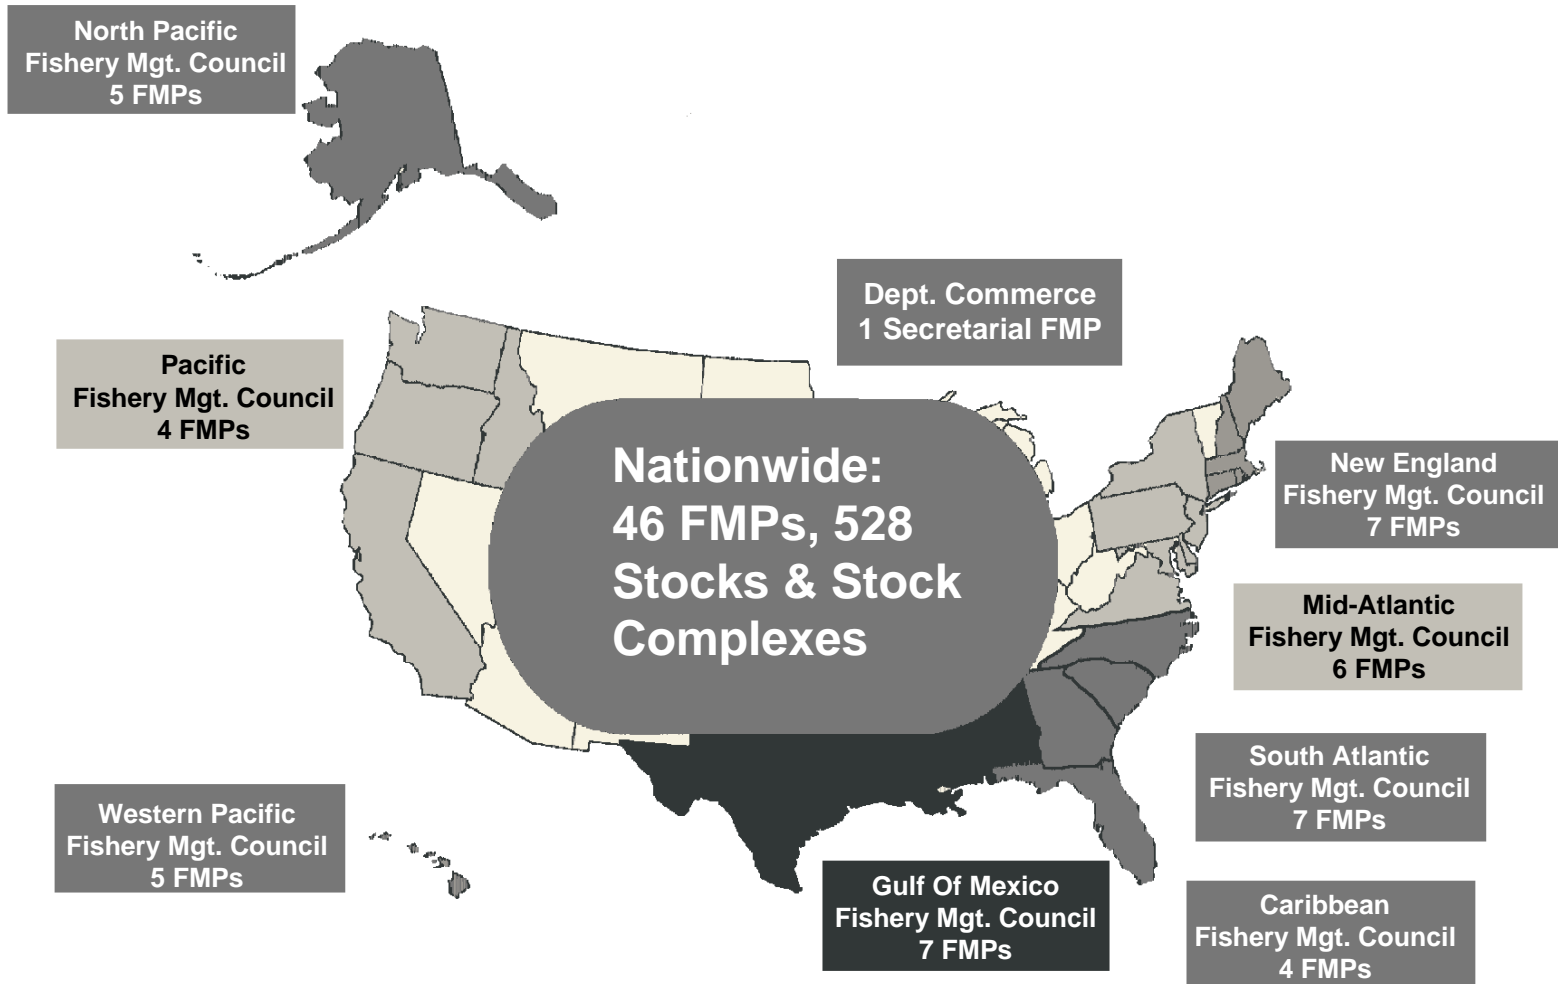 North Pacific
Fishery Mgt. Council
5 FMPs
Dept. Commerce
1 Secretarial FMP
Pacific
Fishery Mgt. Council
4 FMPs
Nationwide:
46 FMPs, 528
Stocks & Stock
Complexes
New England
Fishery Mgt. Council
7 FMPs
Mid-Atlantic
Fishery Mgt. Council
6 FMPs
South Atlantic
Fishery Mgt. Council
7 FMPs
Western Pacific
Fishery Mgt. Council
5 FMPs
Gulf Of Mexico
Fishery Mgt. Council
7 FMPs
Caribbean
Fishery Mgt. Council
4 FMPs